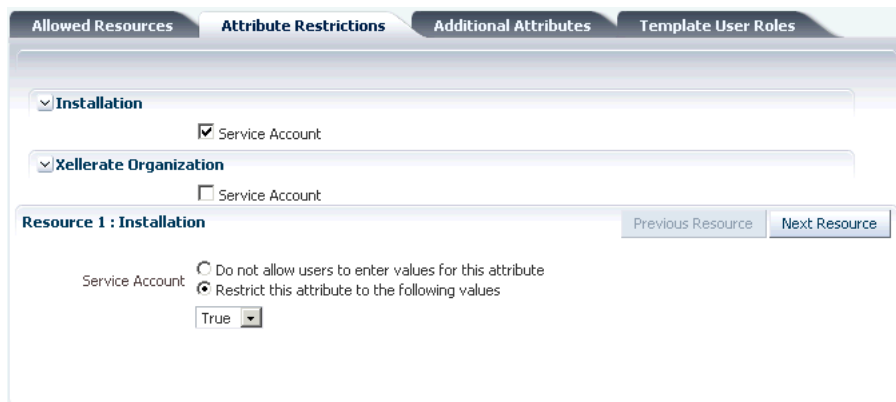 Allowed Resources Attribute Restrictions Additional Attributes Template User Roles
Installation
Service Account
Xellerate Organization
Service Account
Resource 1 : Installation Previous Resource Next Resource
Service Account
Do not allow users to enter values for this attribute
Restrict this attribute to the following values
True